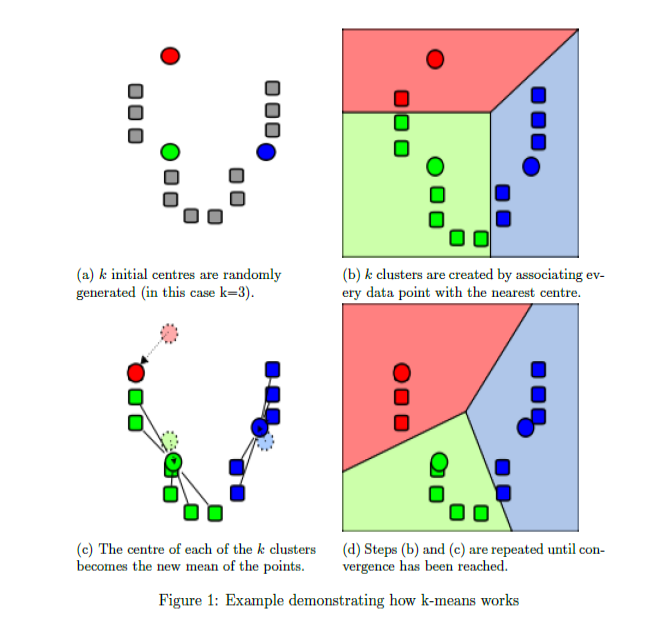 (a) k initial centres are randomly
generated (in this case k=3).
(b) k clusters are created by associating ev-
ery data point with the nearest centre.
(c) The centre of each of the k clusters
becomes the new mean of the points.
(d) Steps (b) and (c) are repeated until con-
vergence has been reached.
Figure 1: Example demonstrating how k-means works